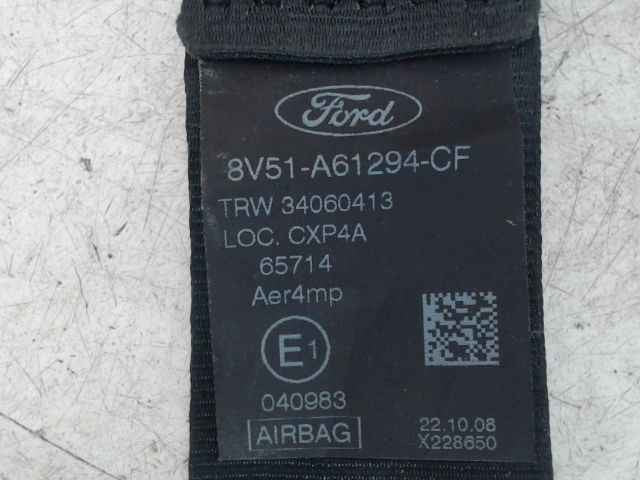 Ford
8V51-A61294-CF
TRW 34060413
LOC. CXP4A
65714
Aer4mp
E1
040983
AIRBAG
22.10.08
X228650